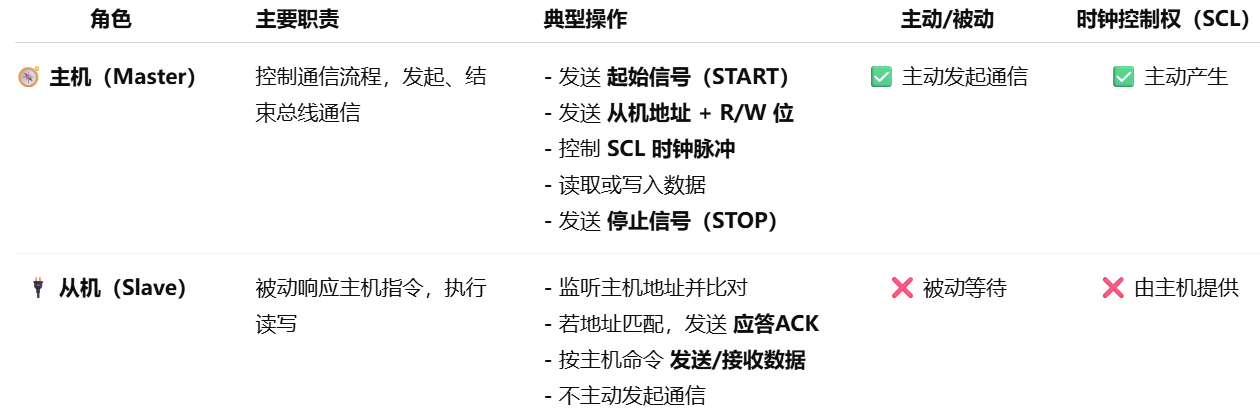 角色 主要职责 典型操作 主动/被动 时钟控制权（SCL）
主机（Master） 控制通信流程，发起、结 - 发送 起始信号（START） 主动发起通信 主动产生
束总线通信 - 发送 从机地址 + R/W 位
- 控制 SCL 时钟脉冲
- 读取或写入数据
- 发送 停止信号（STOP）
从机（Slave） 被动响应主机指令，执行 - 监听主机地址并比对 被动等待 由主机提供
读写 - 若地址匹配，发送 应答ACK
- 按主机命令 发送/接收数据
- 不主动发起通信